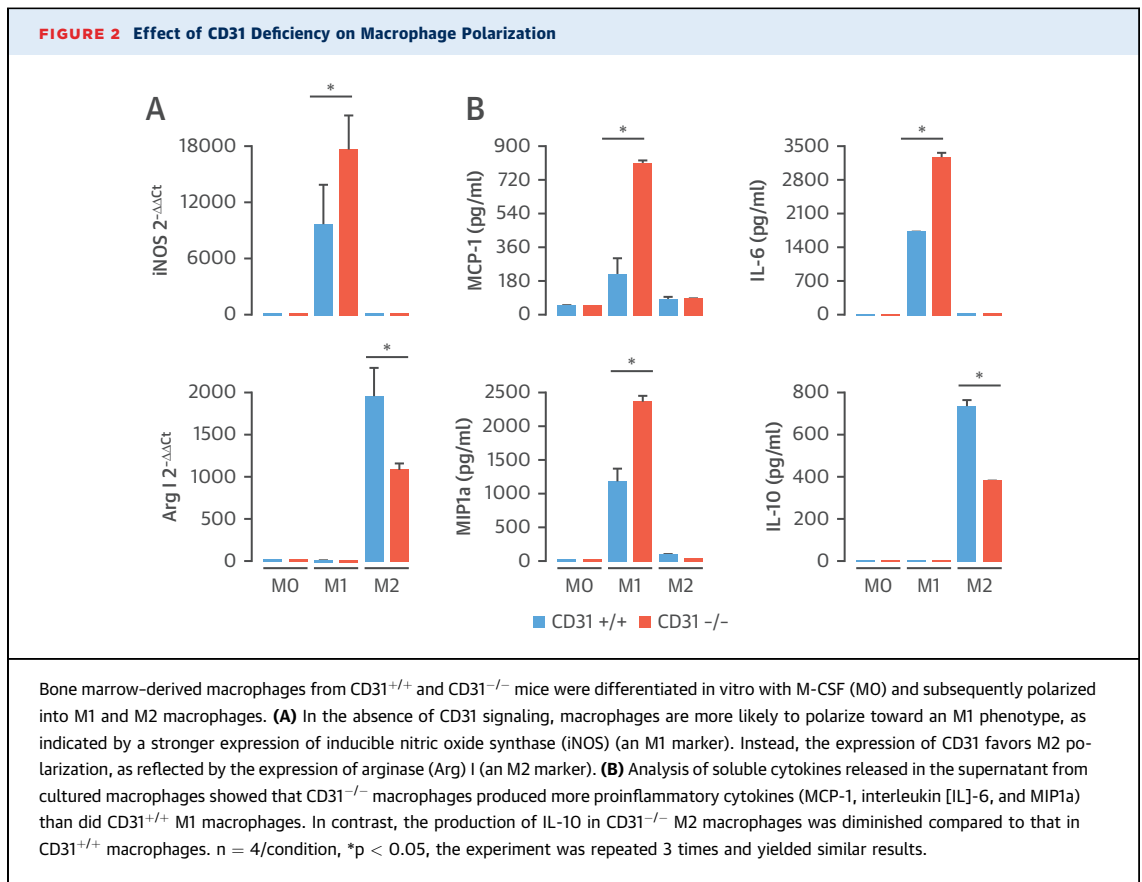 FIGURE 2 Effect of CD31 Deficiency on Macrophage Polarization
A
iNOS 2-ΔΔCt
18000
12000
6000
0
*
Arg I 2-ΔΔCt
2000
1500
1000
500
0
*
M0 M1 M2
B
MCP-1 (pg/ml)
900
720
540
360
180
0
*
IL-6 (pg/ml)
3500
2800
2100
1400
700
0
*
MIP1a (pg/ml)
2500
2000
1500
1000
500
0
*
M0 M1 M2
IL-10 (pg/ml)
800
600
400
200
0
*
M0 M1 M2
CD31 +/+ CD31 –/–
Bone marrow–derived macrophages from CD31+/+ and CD31−/− mice were differentiated in vitro with M-CSF (M0) and subsequently polarized
into M1 and M2 macrophages. (A) In the absence of CD31 signaling, macrophages are more likely to polarize toward an M1 phenotype, as
indicated by a stronger expression of inducible nitric oxide synthase (iNOS) (an M1 marker). Instead, the expression of CD31 favors M2 po-
larization, as reflected by the expression of arginase (Arg) I (an M2 marker). (B) Analysis of soluble cytokines released in the supernatant from
cultured macrophages showed that CD31−/− macrophages produced more proinflammatory cytokines (MCP-1, interleukin [IL]-6, and MIP1a)
than did CD31+/+ M1 macrophages. In contrast, the production of IL-10 in CD31−/− M2 macrophages was diminished compared to that in
CD31+/+ macrophages. n = 4/condition, *p < 0.05, the experiment was repeated 3 times and yielded similar results.